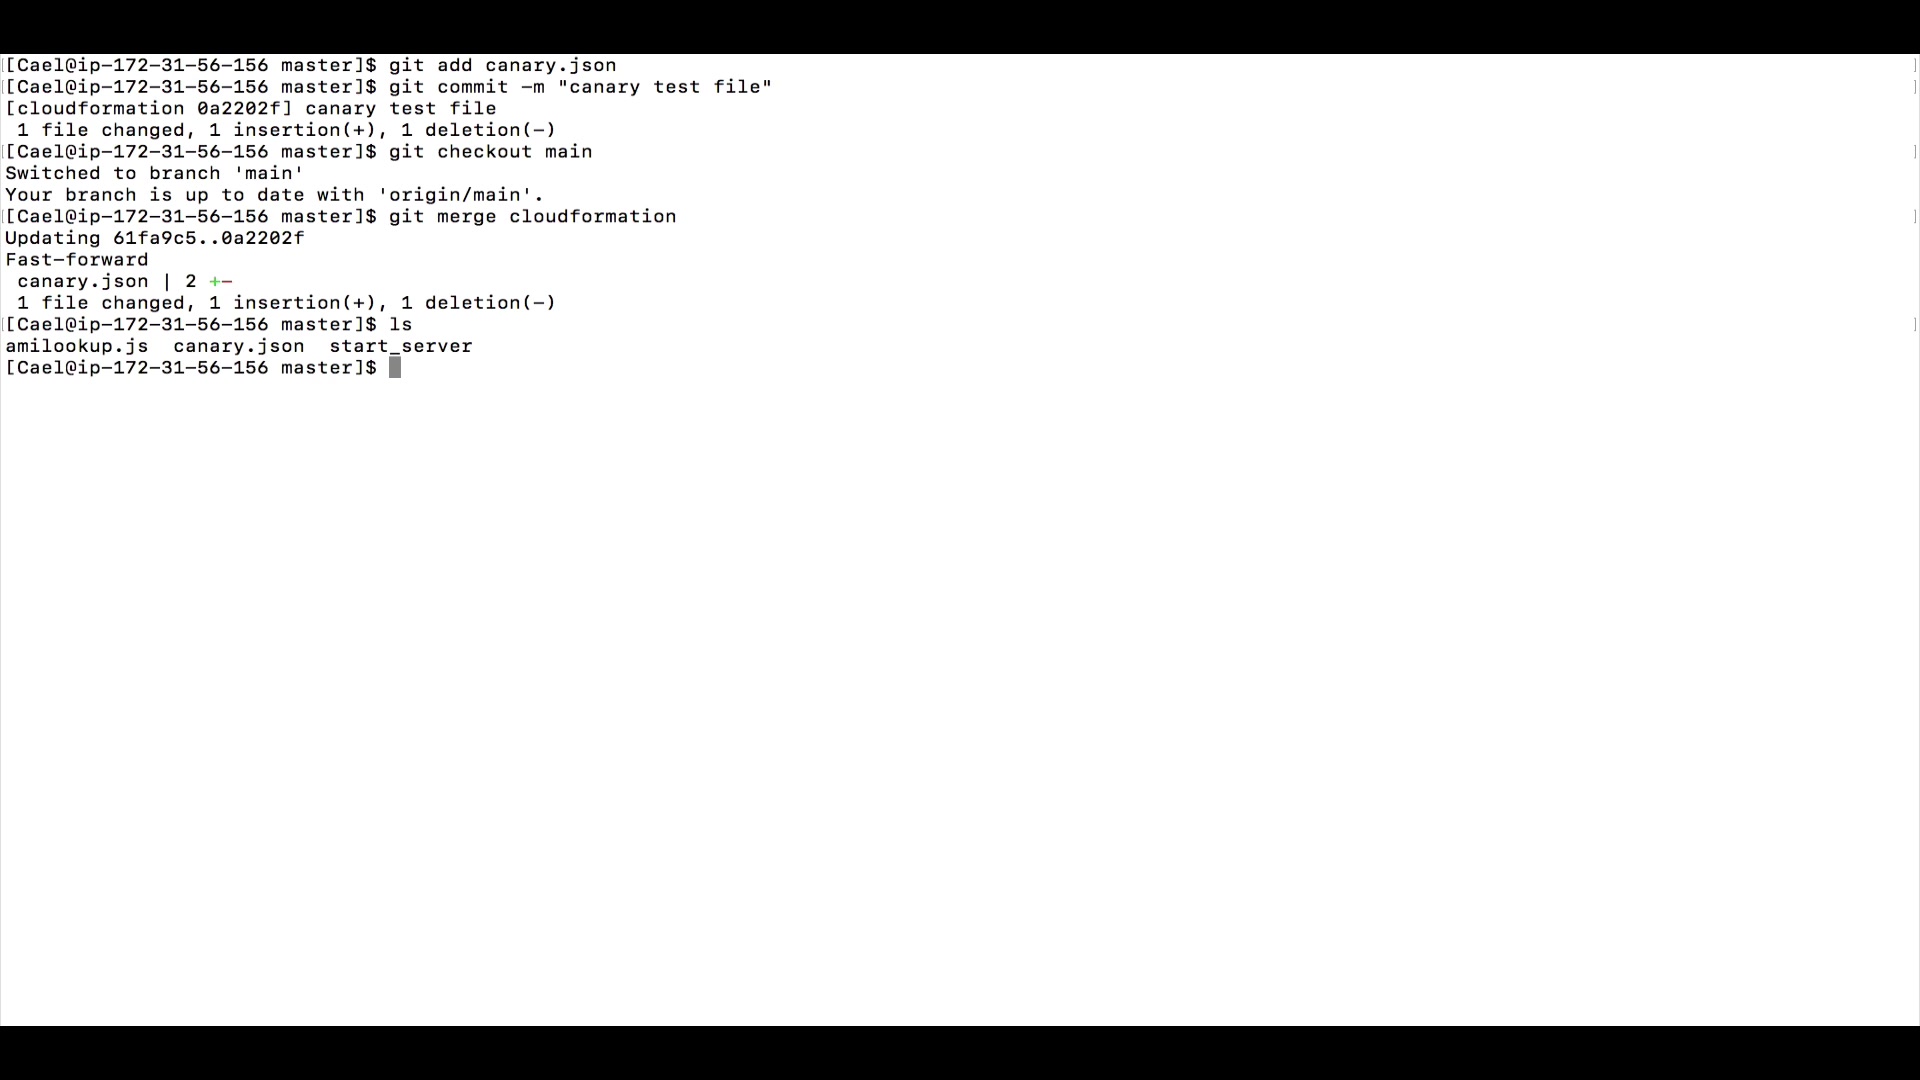 [Cael@ip-172-31-56-156 master]$ git add canary.json
[Cael@ip-172-31-56-156 master]$ git commit -m "canary test file"
[cloudformation 0a2202f] canary test file
 1 file changed, 1 insertion(+), 1 deletion(-)
[Cael@ip-172-31-56-156 master]$ git checkout main
Switched to branch 'main'
Your branch is up to date with 'origin/main'.
[Cael@ip-172-31-56-156 master]$ git merge cloudformation
Updating 61fa9c5..0a2202f
Fast-forward
 canary.json | 2 +-
 1 file changed, 1 insertion(+), 1 deletion(-)
[Cael@ip-172-31-56-156 master]$ ls
amilookup.js  canary.json  start_server
[Cael@ip-172-31-56-156 master]$